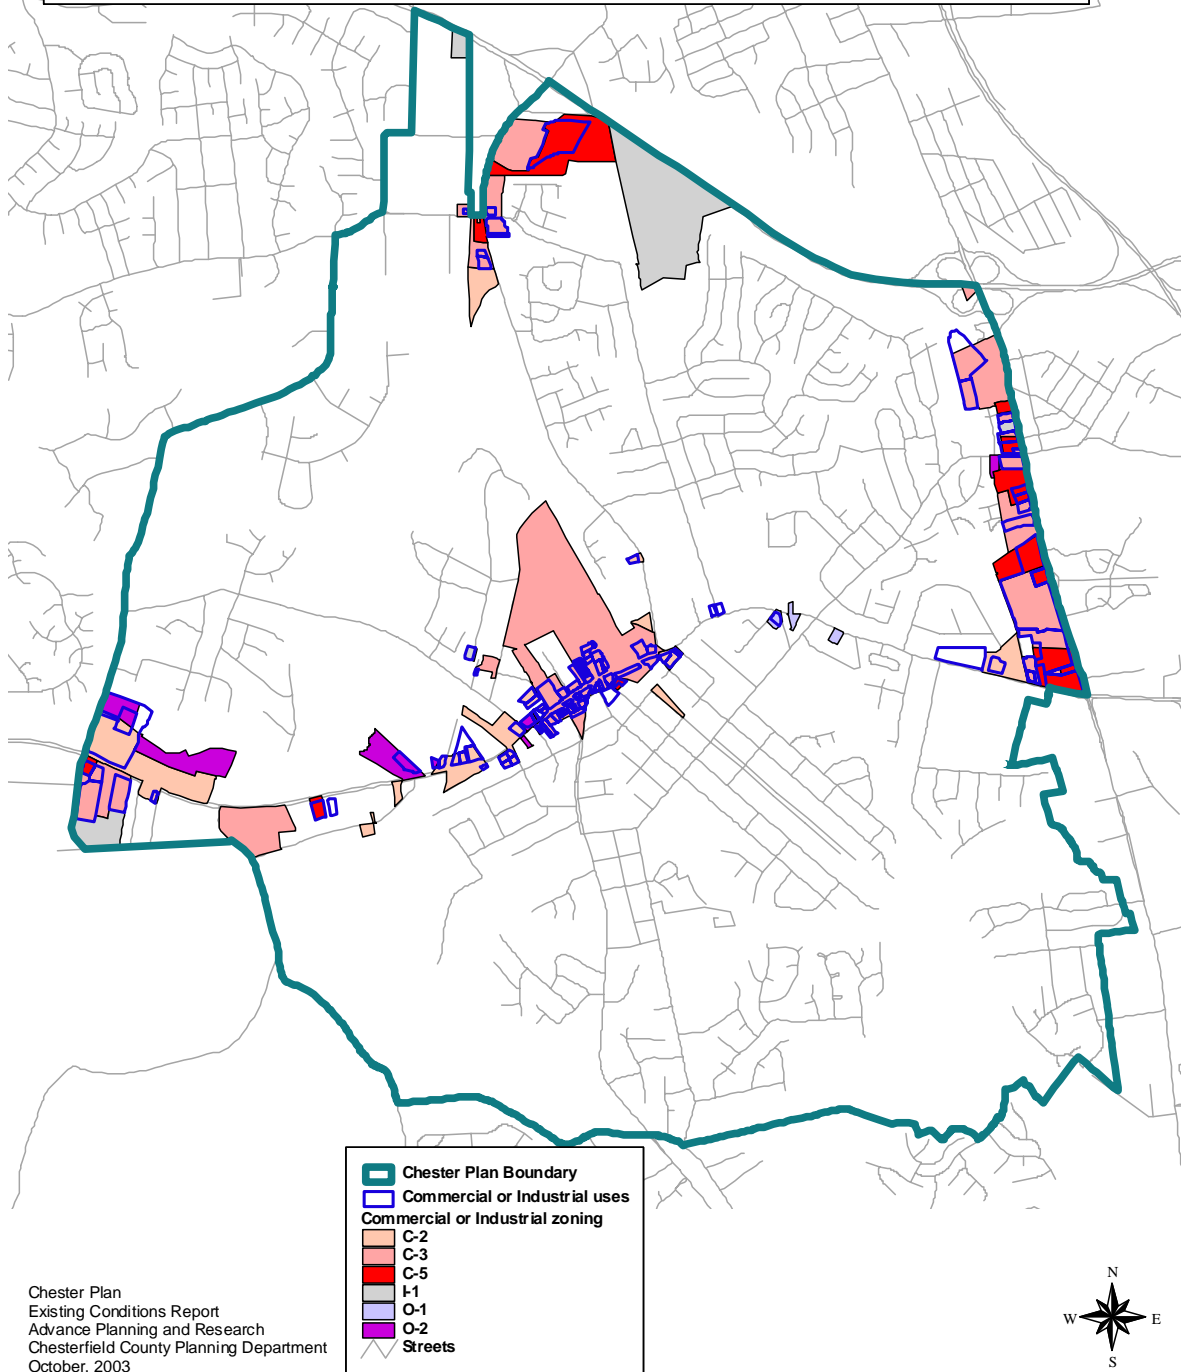 Chester Plan Boundary
Commercial or Industrial uses
Commercial or Industrial zoning
C-2
C-3
C-5
I-1
O-1
O-2
Streets
Chester Plan
Existing Conditions Report
Advance Planning and Research
Chesterfield County Planning Department
October, 2003
N
W E
S